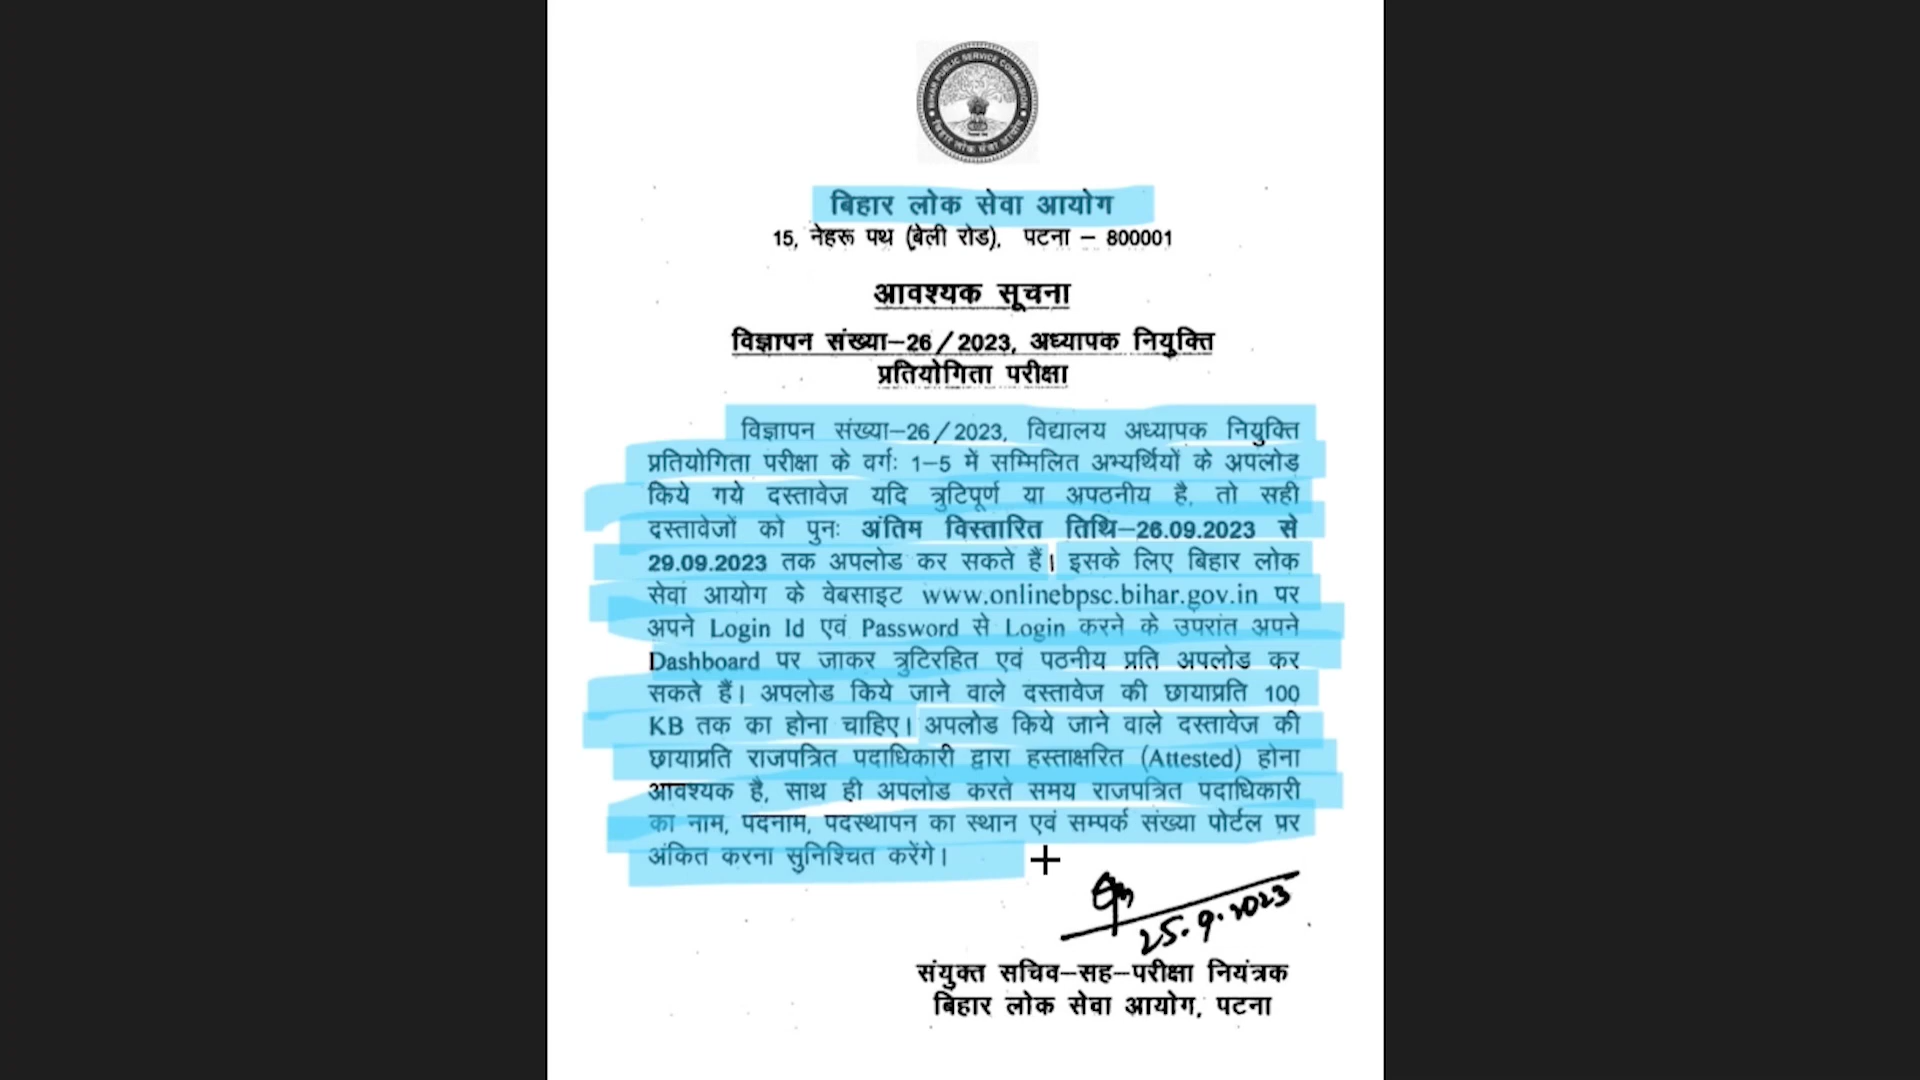 BIHAR PUBLIC SERVICE COMMISSION
बिहार लोक सेवा आयोग
बिहार लोक सेवा आयोग
15, नेहरू पथ (बेली रोड), पटना – 800001
आवश्यक सूचना
विज्ञापन संख्या–26/2023, अध्यापक नियुक्ति
प्रतियोगिता परीक्षा
विज्ञापन संख्या–26/2023, विद्यालय अध्यापक नियुक्ति
प्रतियोगिता परीक्षा के वर्गः 1–5 में सम्मिलित अभ्यर्थियों के अपलोड
किये गये दस्तावेज़ यदि त्रुटिपूर्ण या अपठनीय है, तो सही
दस्तावेजों को पुनः अंतिम विस्तारित तिथि–26.09.2023 से
29.09.2023 तक अपलोड कर सकते हैं। इसके लिए बिहार लोक
सेवा आयोग के वेबसाइट www.onlinebpsc.bihar.gov.in पर
अपने Login Id एवं Password से Login करने के उपरांत अपने
Dashboard पर जाकर त्रुटिरहित एवं पठनीय प्रति अपलोड कर
सकते हैं। अपलोड किये जाने वाले दस्तावेज की छायाप्रति 100
KB तक का होना चाहिए। अपलोड किये जाने वाले दस्तावेज की
छायाप्रति राजपत्रित पदाधिकारी द्वारा हस्ताक्षरित (Attested) होना
आवश्यक है, साथ ही अपलोड करते समय राजपत्रित पदाधिकारी
का नाम, पदनाम, पदस्थापन का स्थान एवं सम्पर्क संख्या पोर्टल पर
अंकित करना सुनिश्चित करेंगे।
25.9.2023
संयुक्त सचिव–सह–परीक्षा नियंत्रक
बिहार लोक सेवा आयोग, पटना